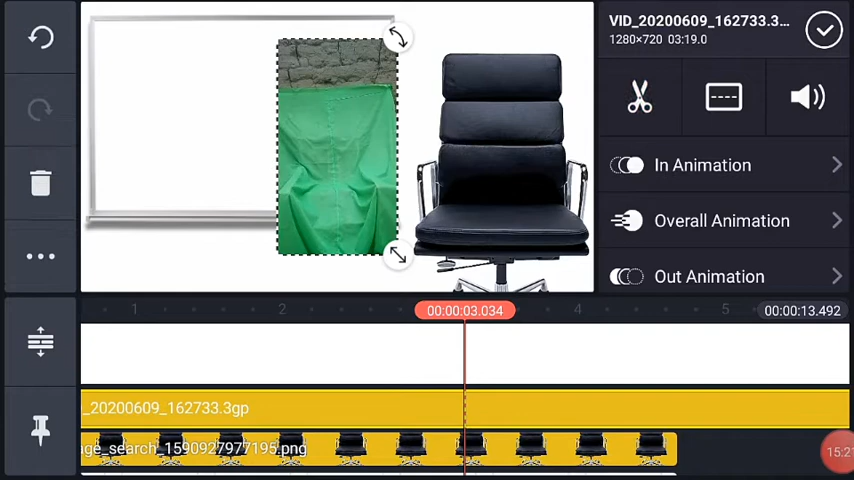 VID_20200609_162733.3...
1280×720 03:19.0
In Animation
Overall Animation
Out Animation
1
2
00:00:03.034
4
5
00:00:13.492
_20200609_162733.3gp
ge_search_1590927977195.png